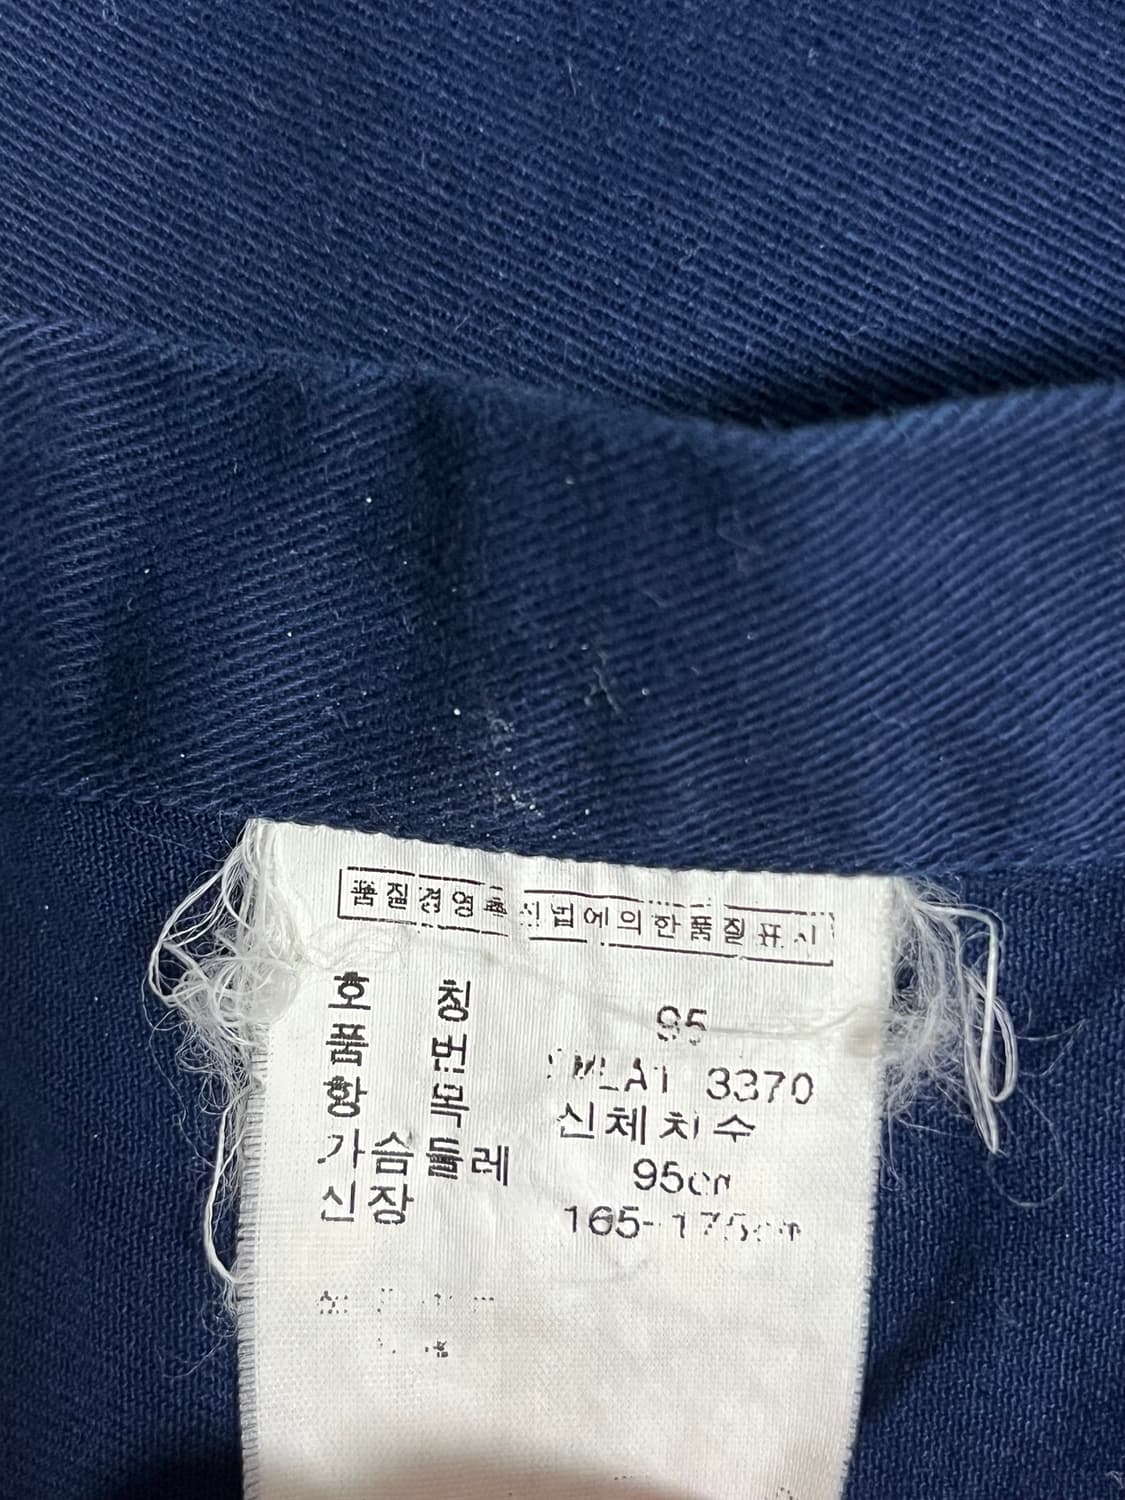 품질경영촉진법에의한품질표시
호 칭 95
품 번 3370
항 목 신체치수
가슴둘레 95cm
신장 165-175cm